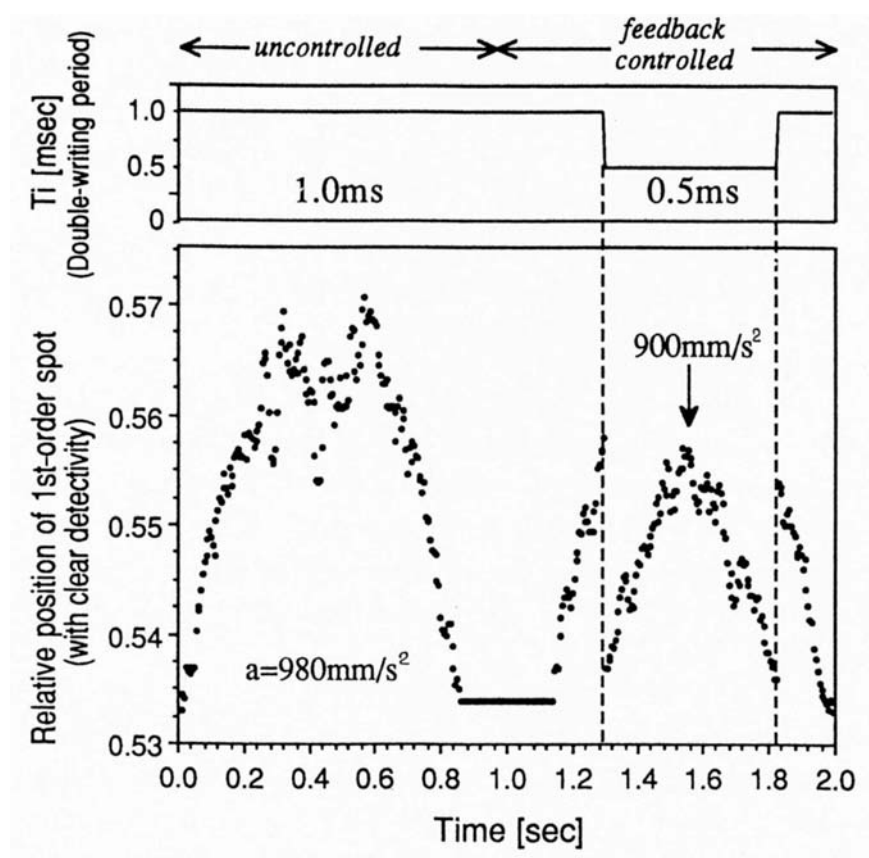 uncontrolled
feedback
controlled
Ti [msec]
(Double-writing period)
1.0
0.5
0
1.0ms
0.5ms
Relative position of 1st-order spot
(with clear detectivity)
0.57
0.56
0.55
0.54
0.53
900mm/s²
a=980mm/s²
0.0 0.2 0.4 0.6 0.8 1.0 1.2 1.4 1.6 1.8 2.0
Time [sec]